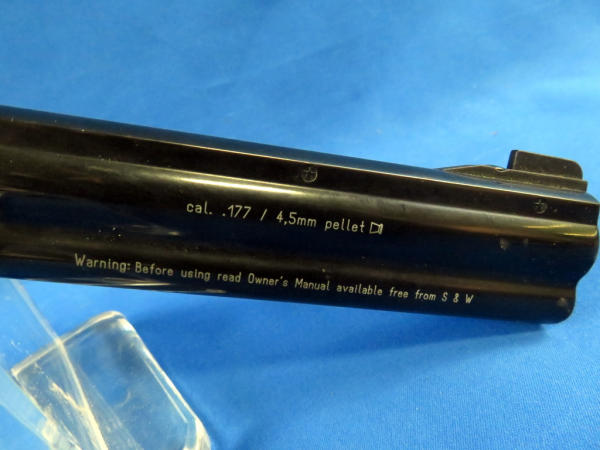 cal. .177 / 4,5mm pellet
Warning: Before using read Owner's Manual available free from S & W